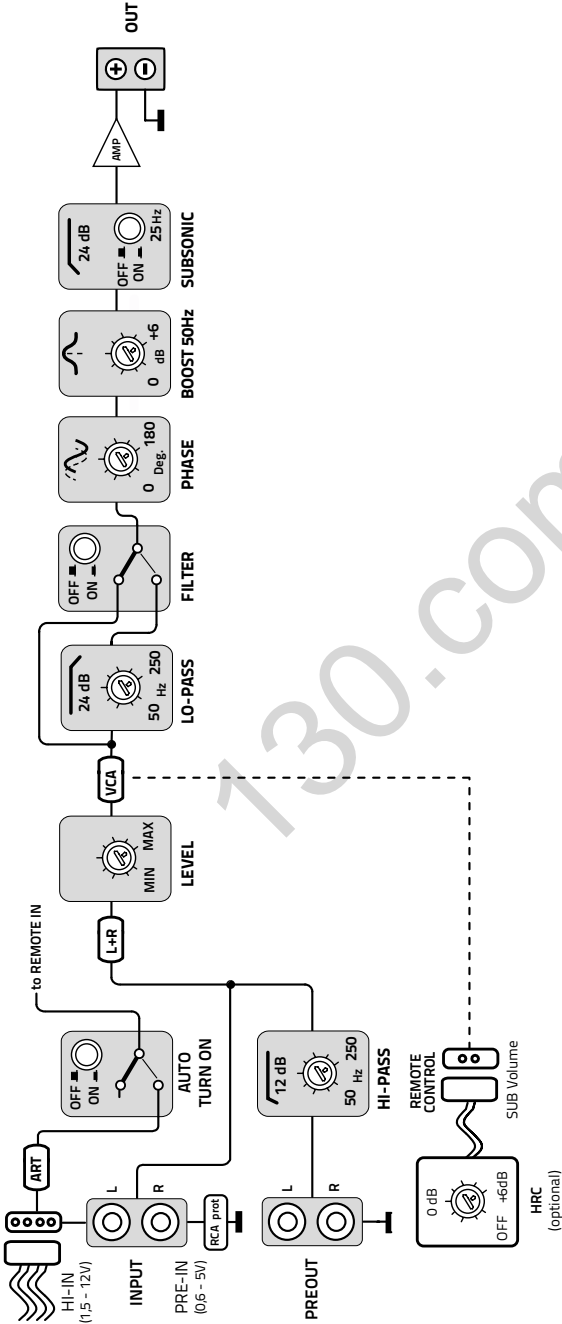 HI-IN
(1,5 - 12V)
ART
OFF
ON
AUTO
TURN ON
to REMOTE IN
INPUT
L
R
PRE-IN
(0,6 - 5V)
RCA prot
L+R
MIN MAX
LEVEL
VCA
24 dB
50 Hz 250
LO-PASS
OFF
ON
FILTER
0 Deg. 180
PHASE
0 dB +6
BOOST 50Hz
24 dB
OFF
ON
25Hz
SUBSONIC
AMP
OUT
PREOUT
L
R
12 dB
50 Hz 250
HI-PASS
0 dB
OFF +6dB
HRC
(optional)
REMOTE
CONTROL
SUB Volume
130.com